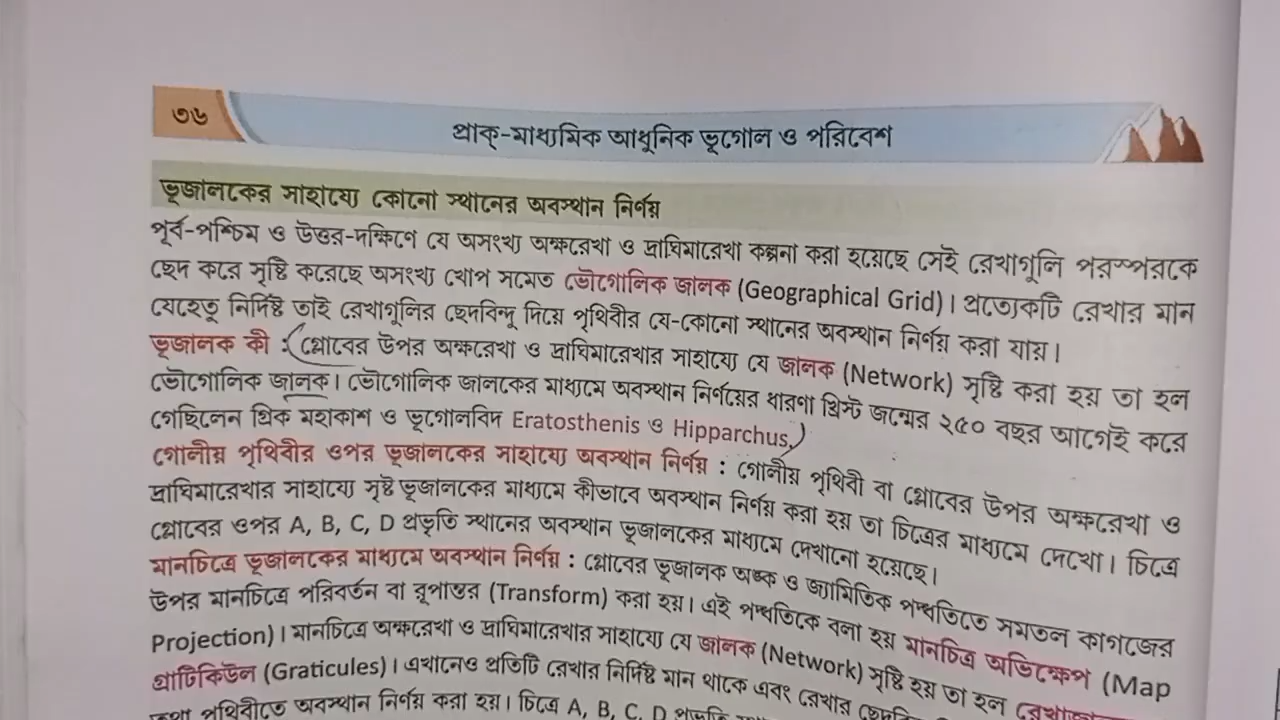 ৩৬
প্রাক্-মাধ্যমিক আধুনিক ভূগোল ও পরিবেশ
ভূজালকের সাহায্যে কোনো স্থানের অবস্থান নির্ণয়
পূর্ব-পশ্চিম ও উত্তর-দক্ষিণে যে অসংখ্য অক্ষরেখা ও দ্রাঘিমারেখা কল্পনা করা হয়েছে সেই রেখাগুলি পরস্পরকে
ছেদ করে সৃষ্টি করেছে অসংখ্য খোপ সমেত ভৌগোলিক জালক (Geographical Grid)। প্রত্যেকটি রেখার মান
যেহেতু নির্দিষ্ট তাই রেখাগুলির ছেদবিন্দু দিয়ে পৃথিবীর যে-কোনো স্থানের অবস্থান নির্ণয় করা যায়।
ভূজালক কী : গ্লোবের উপর অক্ষরেখা ও দ্রাঘিমারেখার সাহায্যে যে জালক (Network) সৃষ্টি করা হয় তা হল
ভৌগোলিক জালক। ভৌগোলিক জালকের মাধ্যমে অবস্থান নির্ণয়ের ধারণা খ্রিস্ট জন্মের ২৫০ বছর আগেই করে
গেছিলেন গ্রিক মহাকাশ ও ভূগোলবিদ Eratosthenis ও Hipparchus.
গোলীয় পৃথিবীর ওপর ভূজালকের সাহায্যে অবস্থান নির্ণয় : গোলীয় পৃথিবী বা গ্লোবের উপর অক্ষরেখা ও
দ্রাঘিমারেখার সাহায্যে সৃষ্ট ভূজালকের মাধ্যমে কীভাবে অবস্থান নির্ণয় করা হয় তা চিত্রের মাধ্যমে দেখো। চিত্রে
গ্লোবের ওপর A, B, C, D প্রভৃতি স্থানের অবস্থান ভূজালকের মাধ্যমে দেখানো হয়েছে।
মানচিত্রে ভূজালকের মাধ্যমে অবস্থান নির্ণয় : গ্লোবের ভূজালক অঙ্ক ও জ্যামিতিক পদ্ধতিতে সমতল কাগজের
উপর মানচিত্রে পরিবর্তন বা রূপান্তর (Transform) করা হয়। এই পদ্ধতিকে বলা হয় মানচিত্র অভিক্ষেপ (Map
Projection)। মানচিত্রে অক্ষরেখা ও দ্রাঘিমারেখার সাহায্যে যে জালক (Network) সৃষ্টি হয় তা হল
গ্রাটিকিউল (Graticules)। এখানেও প্রতিটি রেখার নির্দিষ্ট মান থাকে এবং রেখার
তথা পৃথিবীতে অবস্থান নির্ণয় করা হয়। চিত্রে A, B, C, D